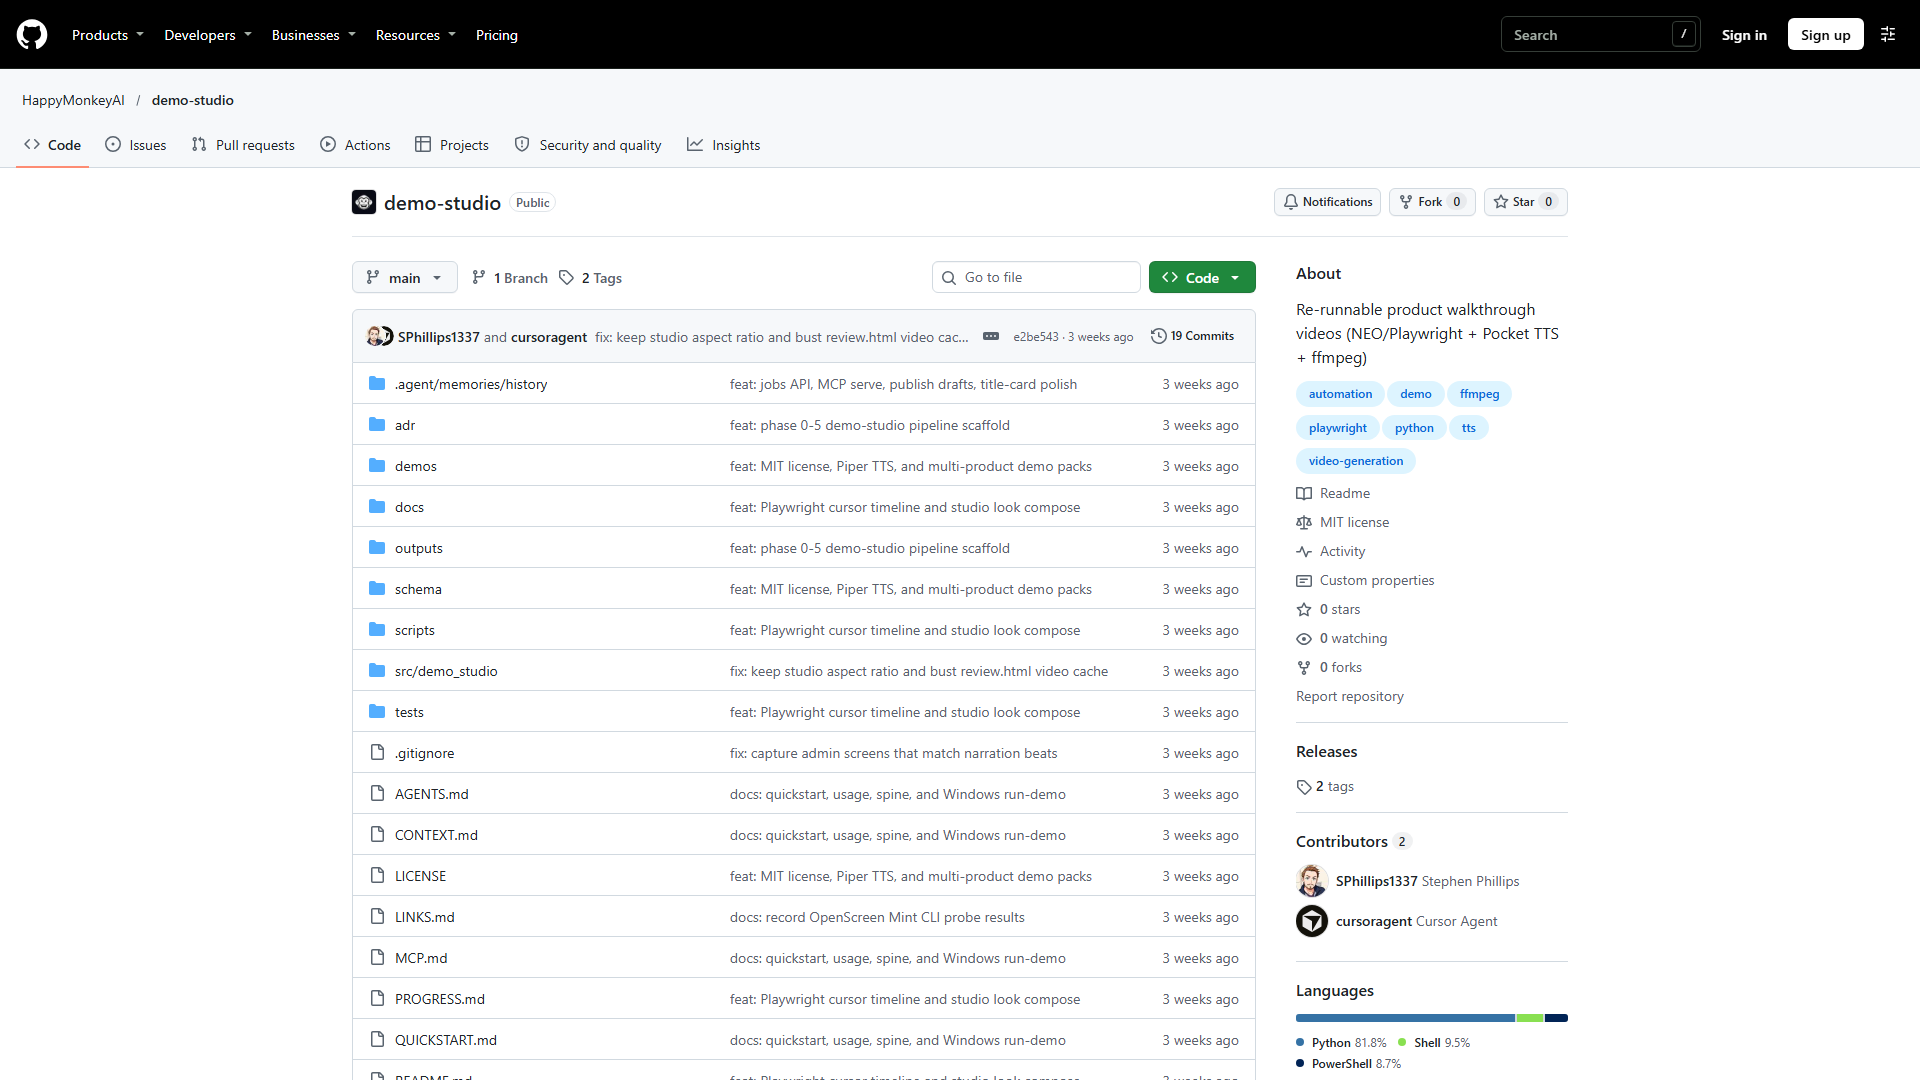 Products Developers Businesses Resources Pricing Search / Sign in Sign up
HappyMonkeyAI / demo-studio
Code Issues Pull requests Actions Projects Security and quality Insights
demo-studio Public Notifications Fork 0 Star 0
main 1 Branch 2 Tags Go to file Code
SPhillips1337 and cursoragent fix: keep studio aspect ratio and bust review.html video cac... e2be543 · 3 weeks ago 19 Commits
.agent/memories/history feat: jobs API, MCP serve, publish drafts, title-card polish 3 weeks ago
adr feat: phase 0-5 demo-studio pipeline scaffold 3 weeks ago
demos feat: MIT license, Piper TTS, and multi-product demo packs 3 weeks ago
docs feat: Playwright cursor timeline and studio look compose 3 weeks ago
outputs feat: phase 0-5 demo-studio pipeline scaffold 3 weeks ago
schema feat: MIT license, Piper TTS, and multi-product demo packs 3 weeks ago
scripts feat: Playwright cursor timeline and studio look compose 3 weeks ago
src/demo_studio fix: keep studio aspect ratio and bust review.html video cache 3 weeks ago
tests feat: Playwright cursor timeline and studio look compose 3 weeks ago
.gitignore fix: capture admin screens that match narration beats 3 weeks ago
AGENTS.md docs: quickstart, usage, spine, and Windows run-demo 3 weeks ago
CONTEXT.md docs: quickstart, usage, spine, and Windows run-demo 3 weeks ago
LICENSE feat: MIT license, Piper TTS, and multi-product demo packs 3 weeks ago
LINKS.md docs: record OpenScreen Mint CLI probe results 3 weeks ago
MCP.md docs: quickstart, usage, spine, and Windows run-demo 3 weeks ago
PROGRESS.md feat: Playwright cursor timeline and studio look compose 3 weeks ago
QUICKSTART.md docs: quickstart, usage, spine, and Windows run-demo 3 weeks ago
README.md feat: Playwright cursor timeline and studio look compose 3 weeks ago
About
Re-runnable product walkthrough
videos (NEO/Playwright + Pocket TTS
+ ffmpeg)
automation demo ffmpeg
playwright python tts
video-generation
Readme
MIT license
Activity
Custom properties
0 stars
0 watching
0 forks
Report repository
Releases
2 tags
Contributors 2
SPhillips1337 Stephen Phillips
cursoragent Cursor Agent
Languages
Python 81.8% Shell 9.5%
PowerShell 8.7%